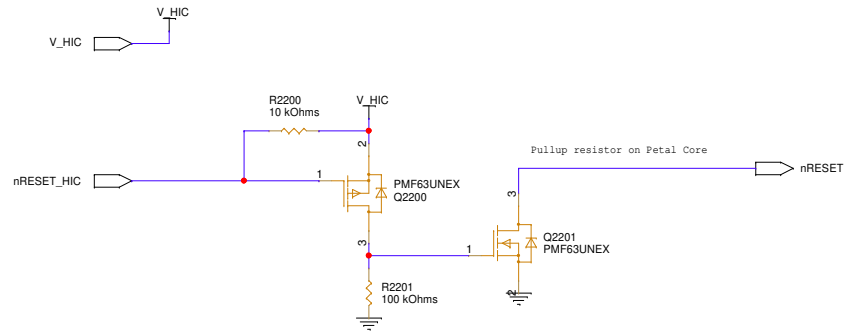 V_HIC
V_HIC
R2200
10 kOhms
V_HIC
2
Pullup resistor on Petal Core
nRESET
nRESET_HIC
1
PMF63UNEX
Q2200
3
3
1
Q2201
PMF63UNEX
R2201
100 kOhms
2